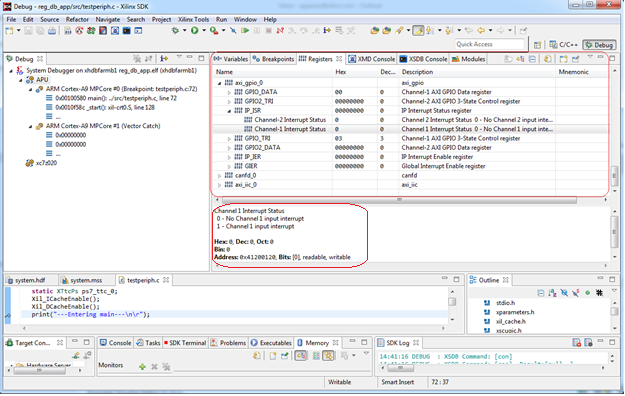 Debug - reg_db_app/src/testperiph.c - Xilinx SDK
File Edit Source Refactor Navigate Search Project Xilinx Tools Run Window Help
Quick Access
C/C++ Debug
Debug
System Debugger on xhdbfarmb1 reg_db_app.elf (xhdbfarmb1)
APU
ARM Cortex-A9 MPCore #0 (Breakpoint: testperiph.c:72)
0x00100580 main(): ../src/testperiph.c, line 72
0x0010f58c _start(): xil-crt0.S, line 128
...
ARM Cortex-A9 MPCore #1 (Vector Catch)
0x00000000
0x00000000
...
xc7z020
Variables Breakpoints Registers XMD Console XSDB Console Modules
Name Hex Dec... Description Mnemonic
axi_gpio_0 axi_gpio
GPIO_DATA 00 0 Channel-1 AXI GPIO Data register
GPIO2_TRI 00000000 0 Channel-2 AXI GPIO 3-State Control register
IP_ISR 00000000 0 IP Interrupt Status register
Channel-2 Interrupt Status 0 0 Channel 2 Interrupt Status 0 - No Channel 2 input inte...
Channel-1 Interrupt Status 0 0 Channel 1 Interrupt Status 0 - No Channel 1 input inte...
GPIO_TRI 03 3 Channel-1 AXI GPIO 3-State Control register
GPIO2_DATA 00000000 0 Channel-2 AXI GPIO Data register
IP_IER 00000000 0 IP Interrupt Enable register
GIER 00000000 0 Global Interrupt Enable register
canfd_0 canfd
axi_iic_0 axi_iic
Channel 1 Interrupt Status
0 - No Channel 1 input interrupt
1 - Channel 1 input interrupt
Hex: 0, Dec: 0, Oct: 0
Bin: 0
Address: 0x41200120, Bits: [0], readable, writable
system.hdf system.mss testperiph.c
static XTtcPs ps7_ttc_0;
Xil_ICacheEnable();
Xil_DCacheEnable();
print("---Entering main---\n\r");
Outline
stdio.h
xparameters.h
xil_cache.h
xscugic.h
Target Con...
Hardware Server
Console Tasks SDK Terminal Problems Executables Memory
Monitors
SDK Log
14:41:16 DEBUG : XSDB Command: [con]
Writable Smart Insert 72 : 37